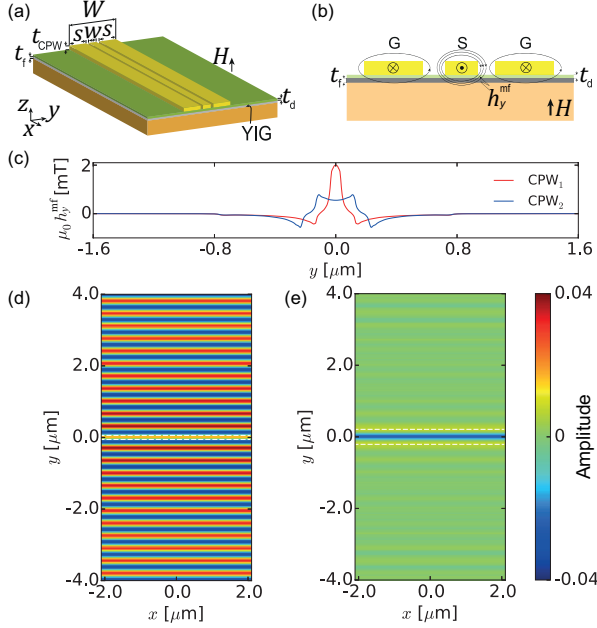 (a)
W
t_CPW
s w s
t_f
H
t_d
z
y
x
YIG
(b)
G S G
t_f
t_d
h_y^mf
H
(c)
μ₀ h_y^mf [mT]
2
0
CPW₁
CPW₂
-1.6 -0.8 0.0 0.8 1.6
y [μm]
(d)
4.0
2.0
0.0
-2.0
-4.0
y [μm]
-2.0 0.0 2.0
x [μm]
(e)
4.0
2.0
0.0
-2.0
-4.0
y [μm]
-2.0 0.0 2.0
x [μm]
0.04
0
-0.04
Amplitude